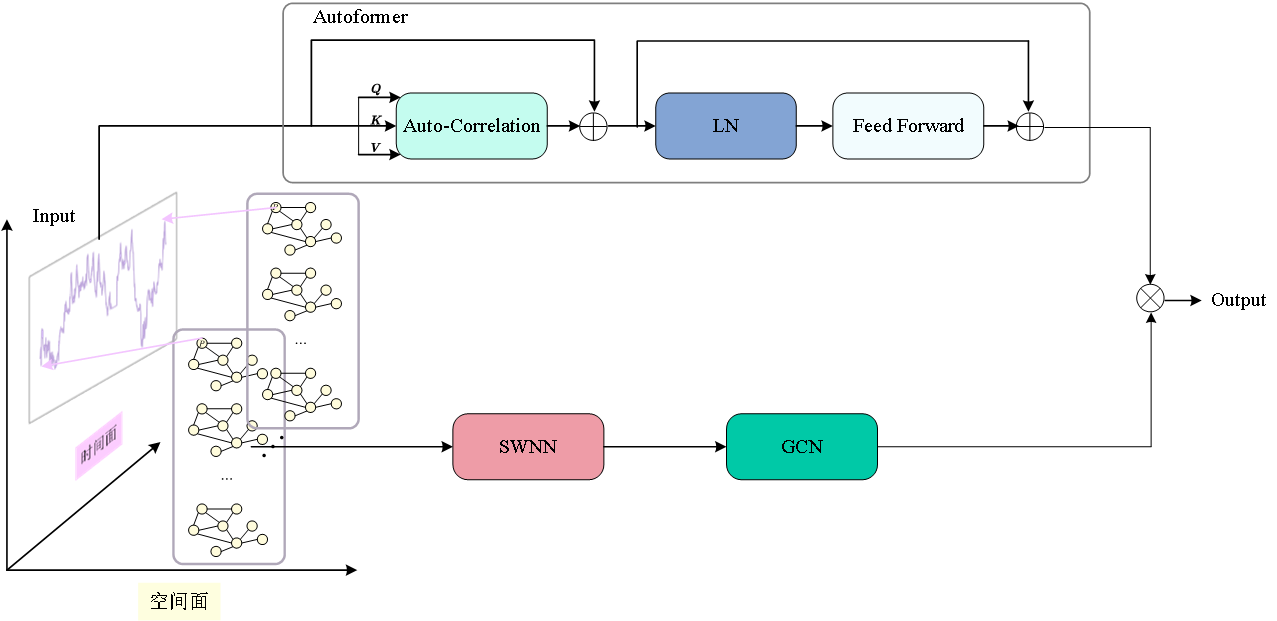 Autoformer
Q
K
V
Auto-Correlation
LN
Feed Forward
Input
P
...
P
...
时间面
SWNN
GCN
Output
空间面